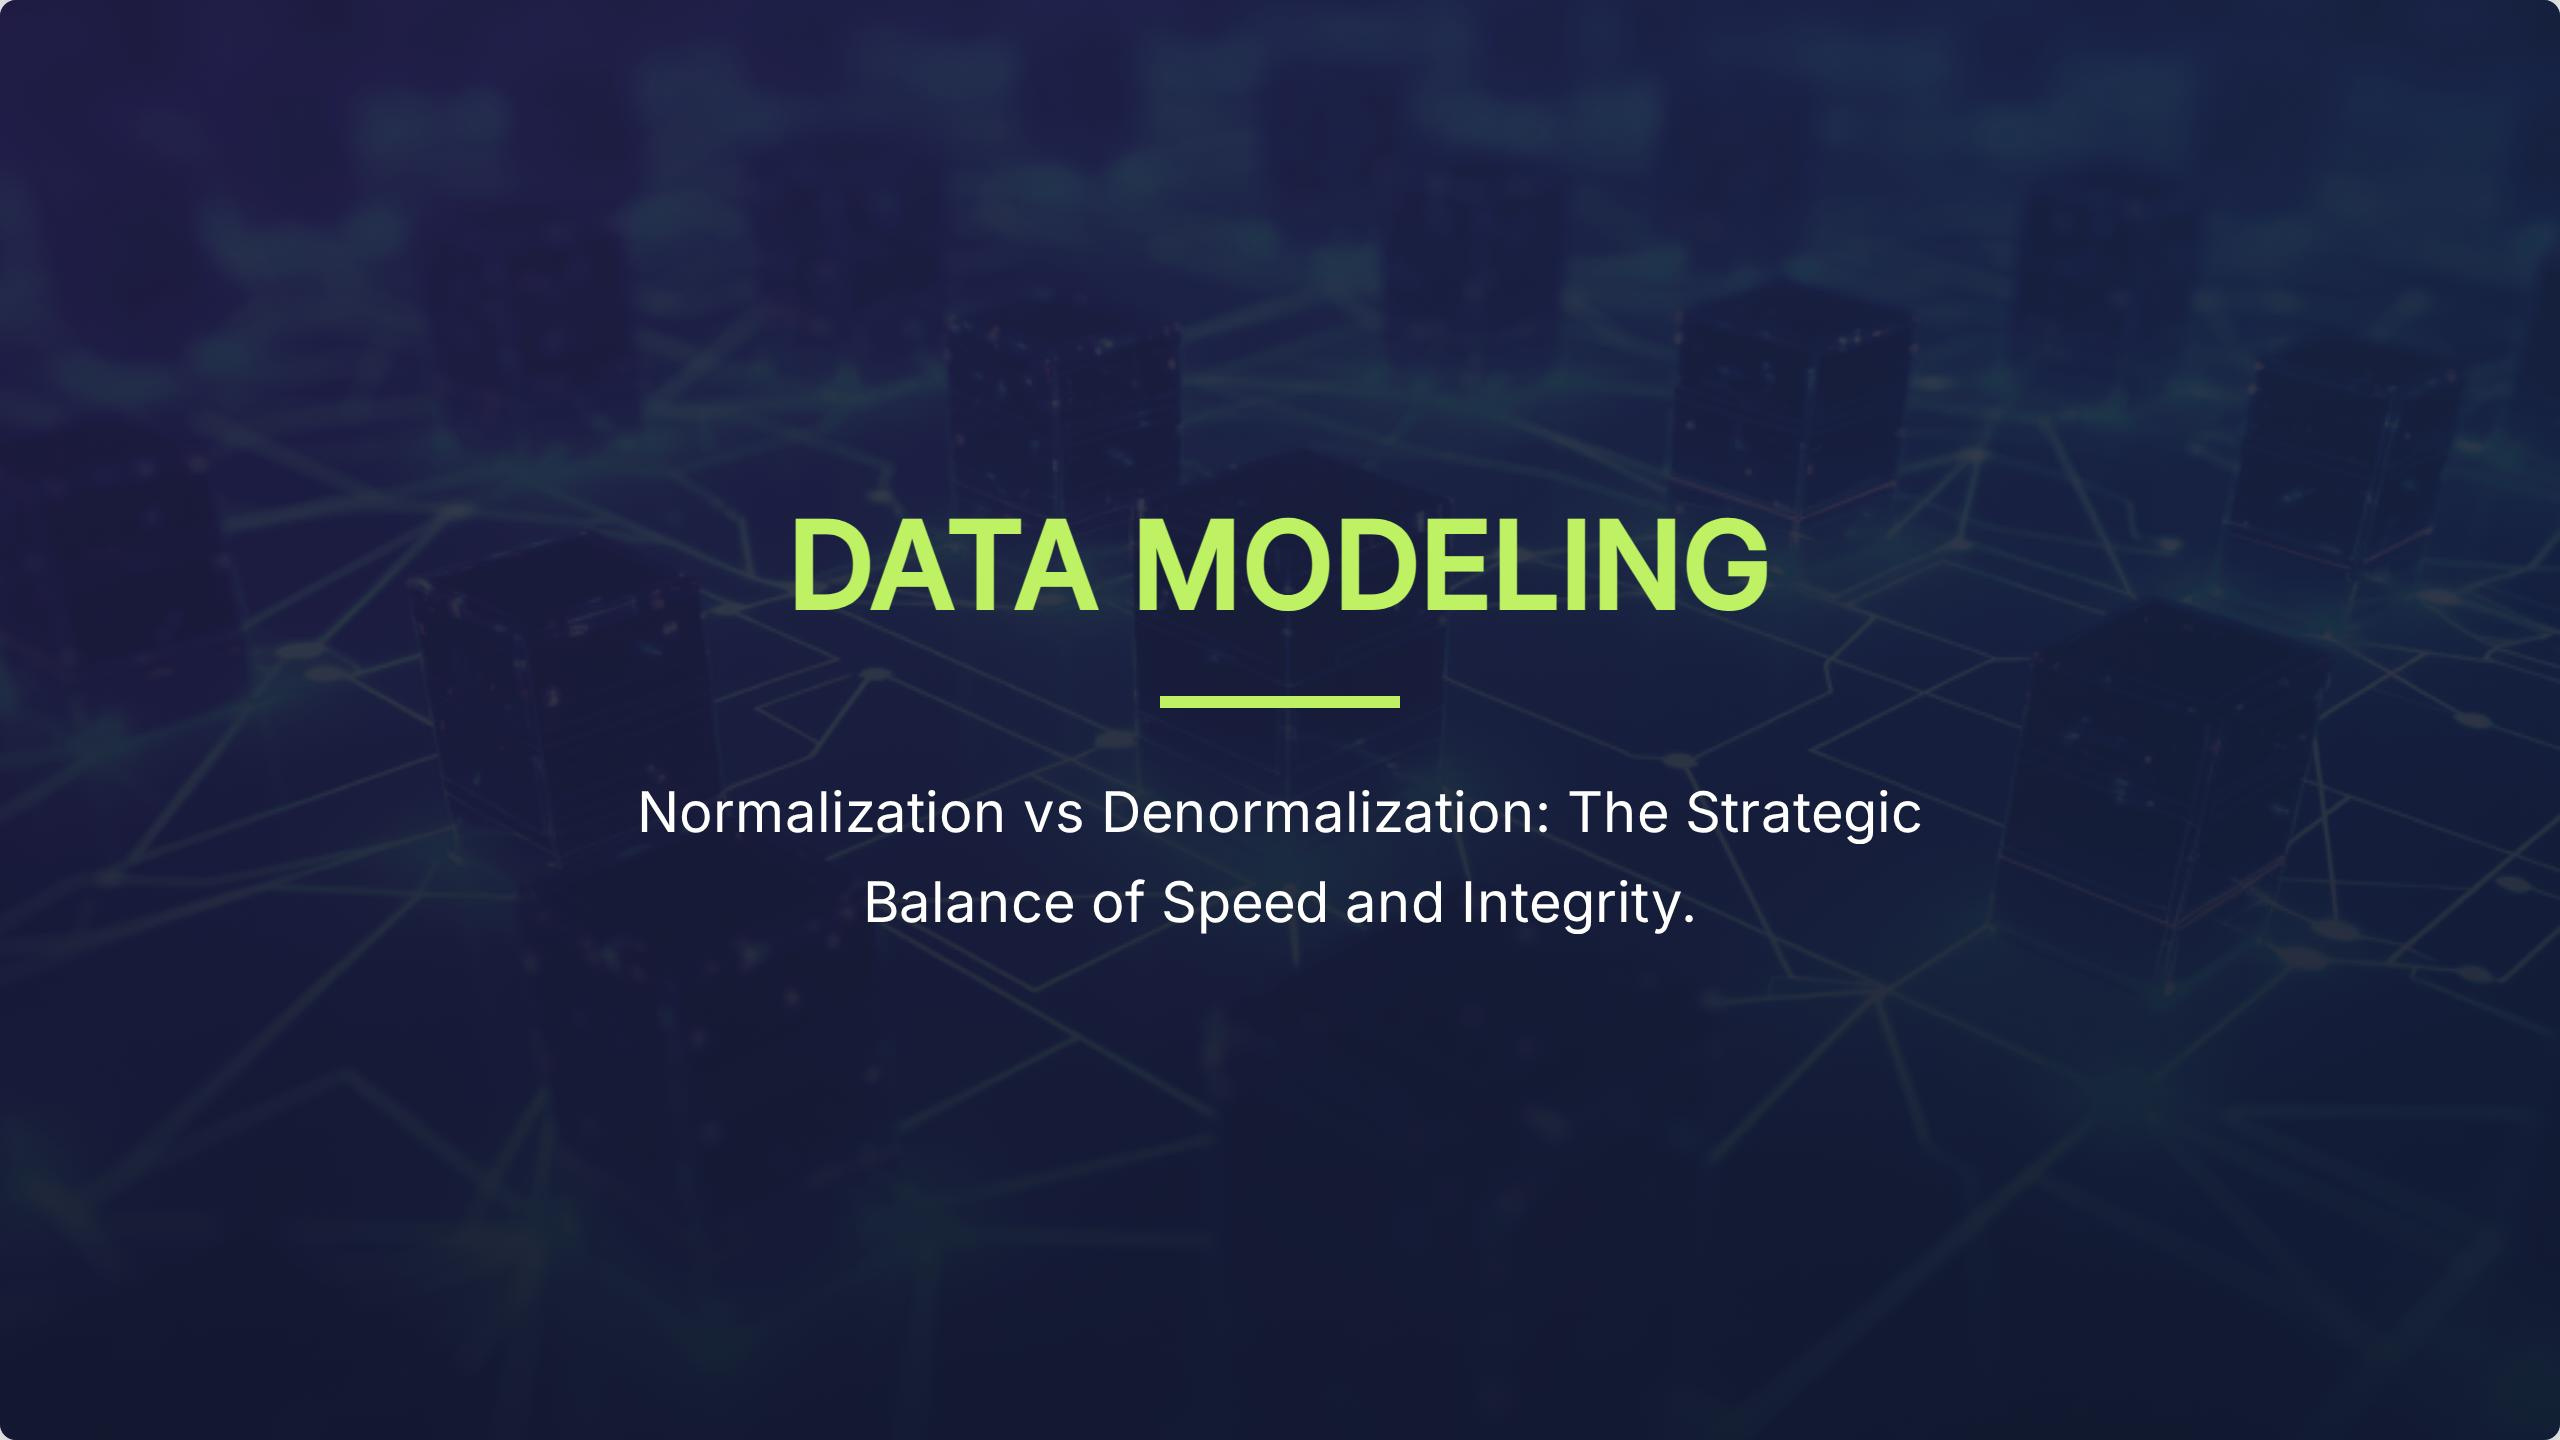 DATA MODELING
Normalization vs Denormalization: The Strategic
Balance of Speed and Integrity.